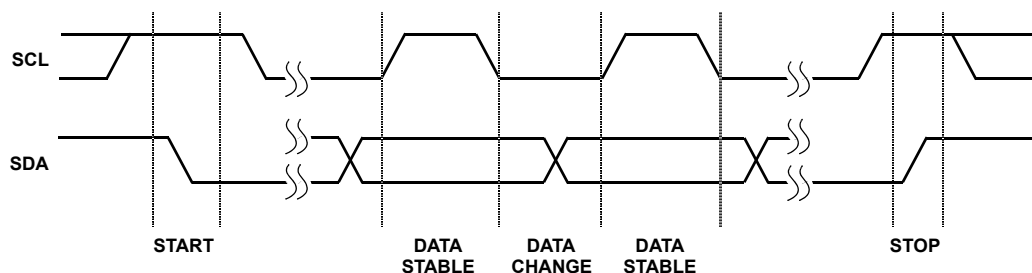 SCL
SDA
START
DATA
STABLE
DATA
CHANGE
DATA
STABLE
STOP